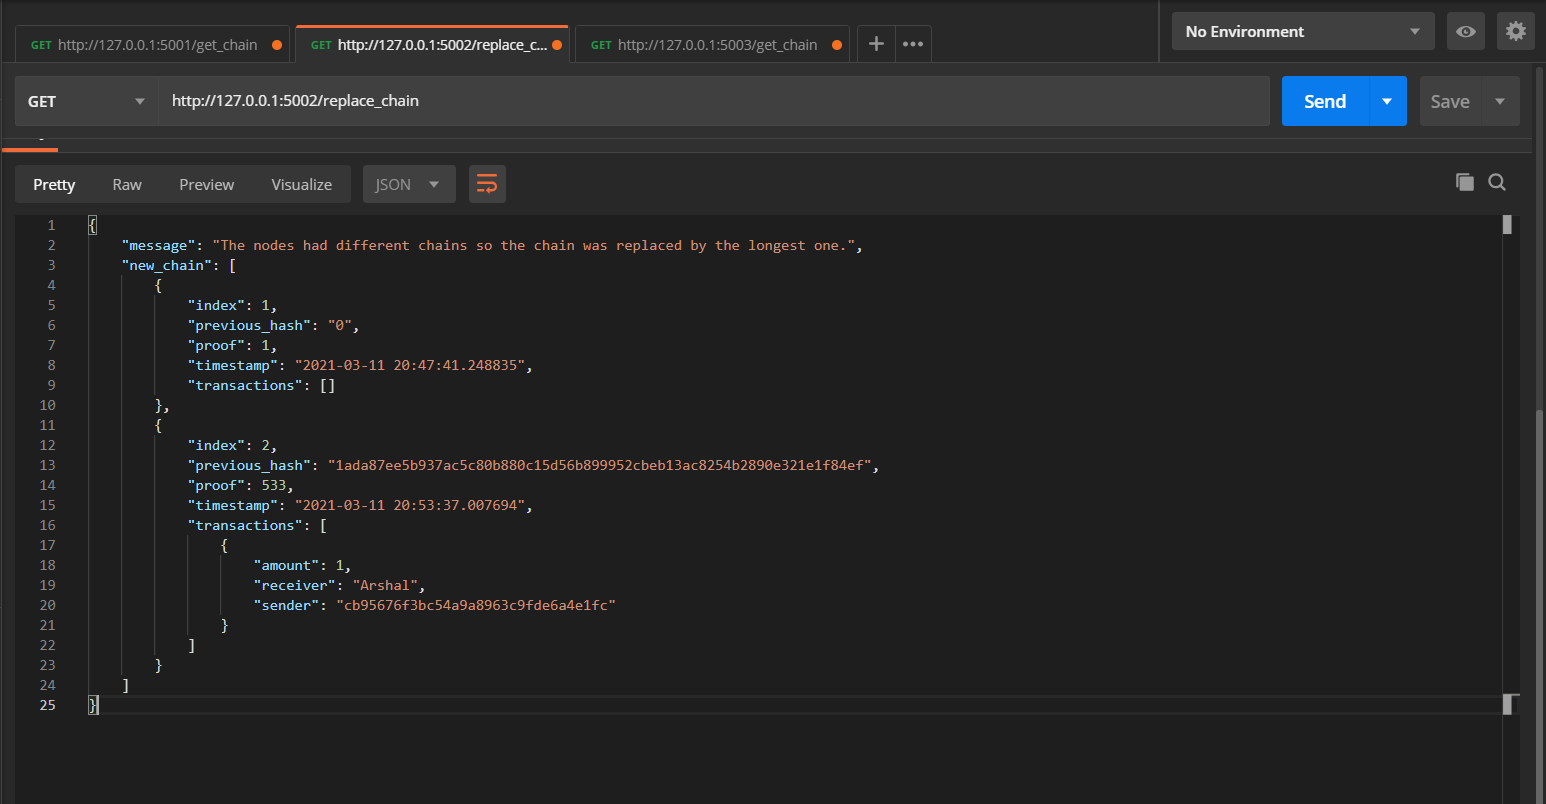 GET http://127.0.0.1:5001/get_chain
GET http://127.0.0.1:5002/replace_c...
GET http://127.0.0.1:5003/get_chain
+ •••
No Environment
GET
http://127.0.0.1:5002/replace_chain
Send
Save
Pretty Raw Preview Visualize JSON
1 {
2 "message": "The nodes had different chains so the chain was replaced by the longest one.",
3 "new_chain": [
4 {
5 "index": 1,
6 "previous_hash": "0",
7 "proof": 1,
8 "timestamp": "2021-03-11 20:47:41.248835",
9 "transactions": []
10 },
11 {
12 "index": 2,
13 "previous_hash": "1ada87ee5b937ac5c80b880c15d56b899952cbeb13ac8254b2890e321e1f84ef",
14 "proof": 533,
15 "timestamp": "2021-03-11 20:53:37.007694",
16 "transactions": [
17 {
18 "amount": 1,
19 "receiver": "Arshal",
20 "sender": "cb95676f3bc54a9a8963c9fde6a4e1fc"
21 }
22 ]
23 }
24 ]
25 }